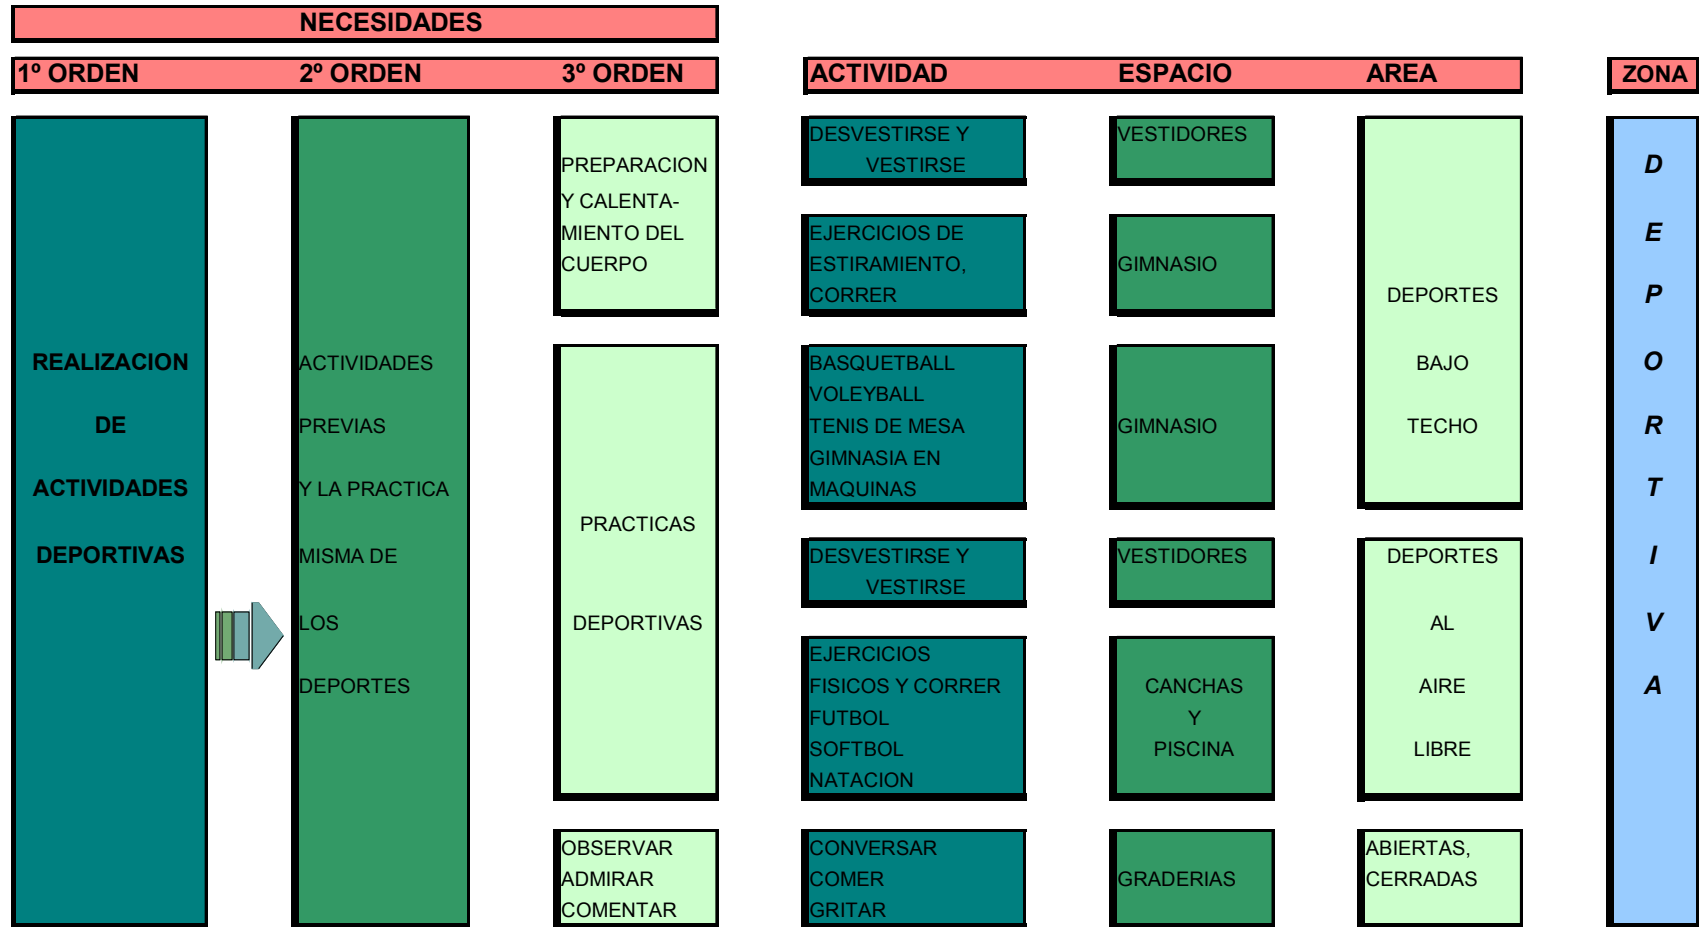 NECESIDADES
1º ORDEN 2º ORDEN 3º ORDEN ACTIVIDAD ESPACIO AREA ZONA
REALIZACION
DE
ACTIVIDADES
DEPORTIVAS
ACTIVIDADES
PREVIAS
Y LA PRACTICA
MISMA DE
LOS
DEPORTES
PREPARACION
Y CALENTA-
MIENTO DEL
CUERPO
PRACTICAS
DEPORTIVAS
OBSERVAR
ADMIRAR
COMENTAR
DESVESTIRSE Y
VESTIRSE
EJERCICIOS DE
ESTIRAMIENTO,
CORRER
BASQUETBALL
VOLEYBALL
TENIS DE MESA
GIMNASIA EN
MAQUINAS
DESVESTIRSE Y
VESTIRSE
EJERCICIOS
FISICOS Y CORRER
FUTBOL
SOFTBOL
NATACION
CONVERSAR
COMER
GRITAR
VESTIDORES
GIMNASIO
GIMNASIO
VESTIDORES
CANCHAS
Y
PISCINA
GRADERIAS
DEPORTES
BAJO
TECHO
DEPORTES
AL
AIRE
LIBRE
ABIERTAS,
CERRADAS
D
E
P
O
R
T
I
V
A